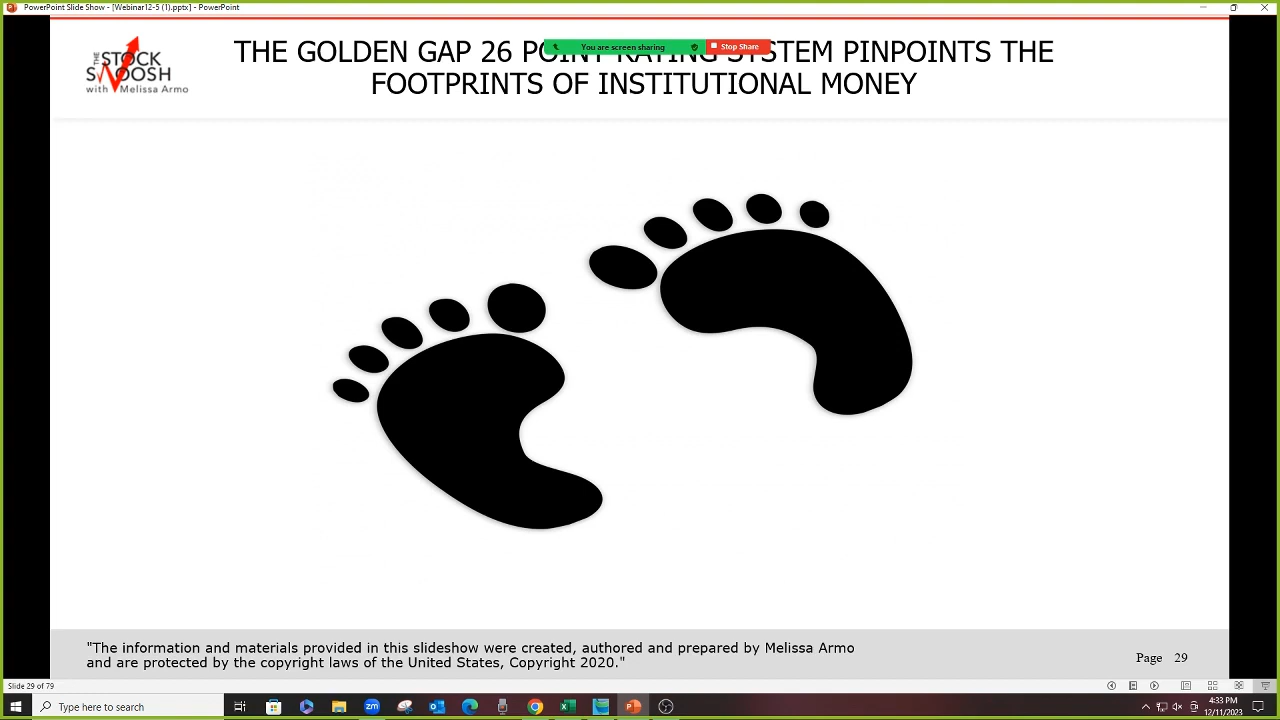 PowerPoint Slide Show - [Webinar12-5 (1).pptx] - PowerPoint
You are screen sharing
Stop Share
THE STOCK
SWOOSH
with Melissa Armo
THE GOLDEN GAP 26 POINT RATING SYSTEM PINPOINTS THE
FOOTPRINTS OF INSTITUTIONAL MONEY
"The information and materials provided in this slideshow were created, authored and prepared by Melissa Armo
and are protected by the copyright laws of the United States, Copyright 2020."
Page 29
Slide 29 of 79
Type here to search
4:33 PM
12/11/2023